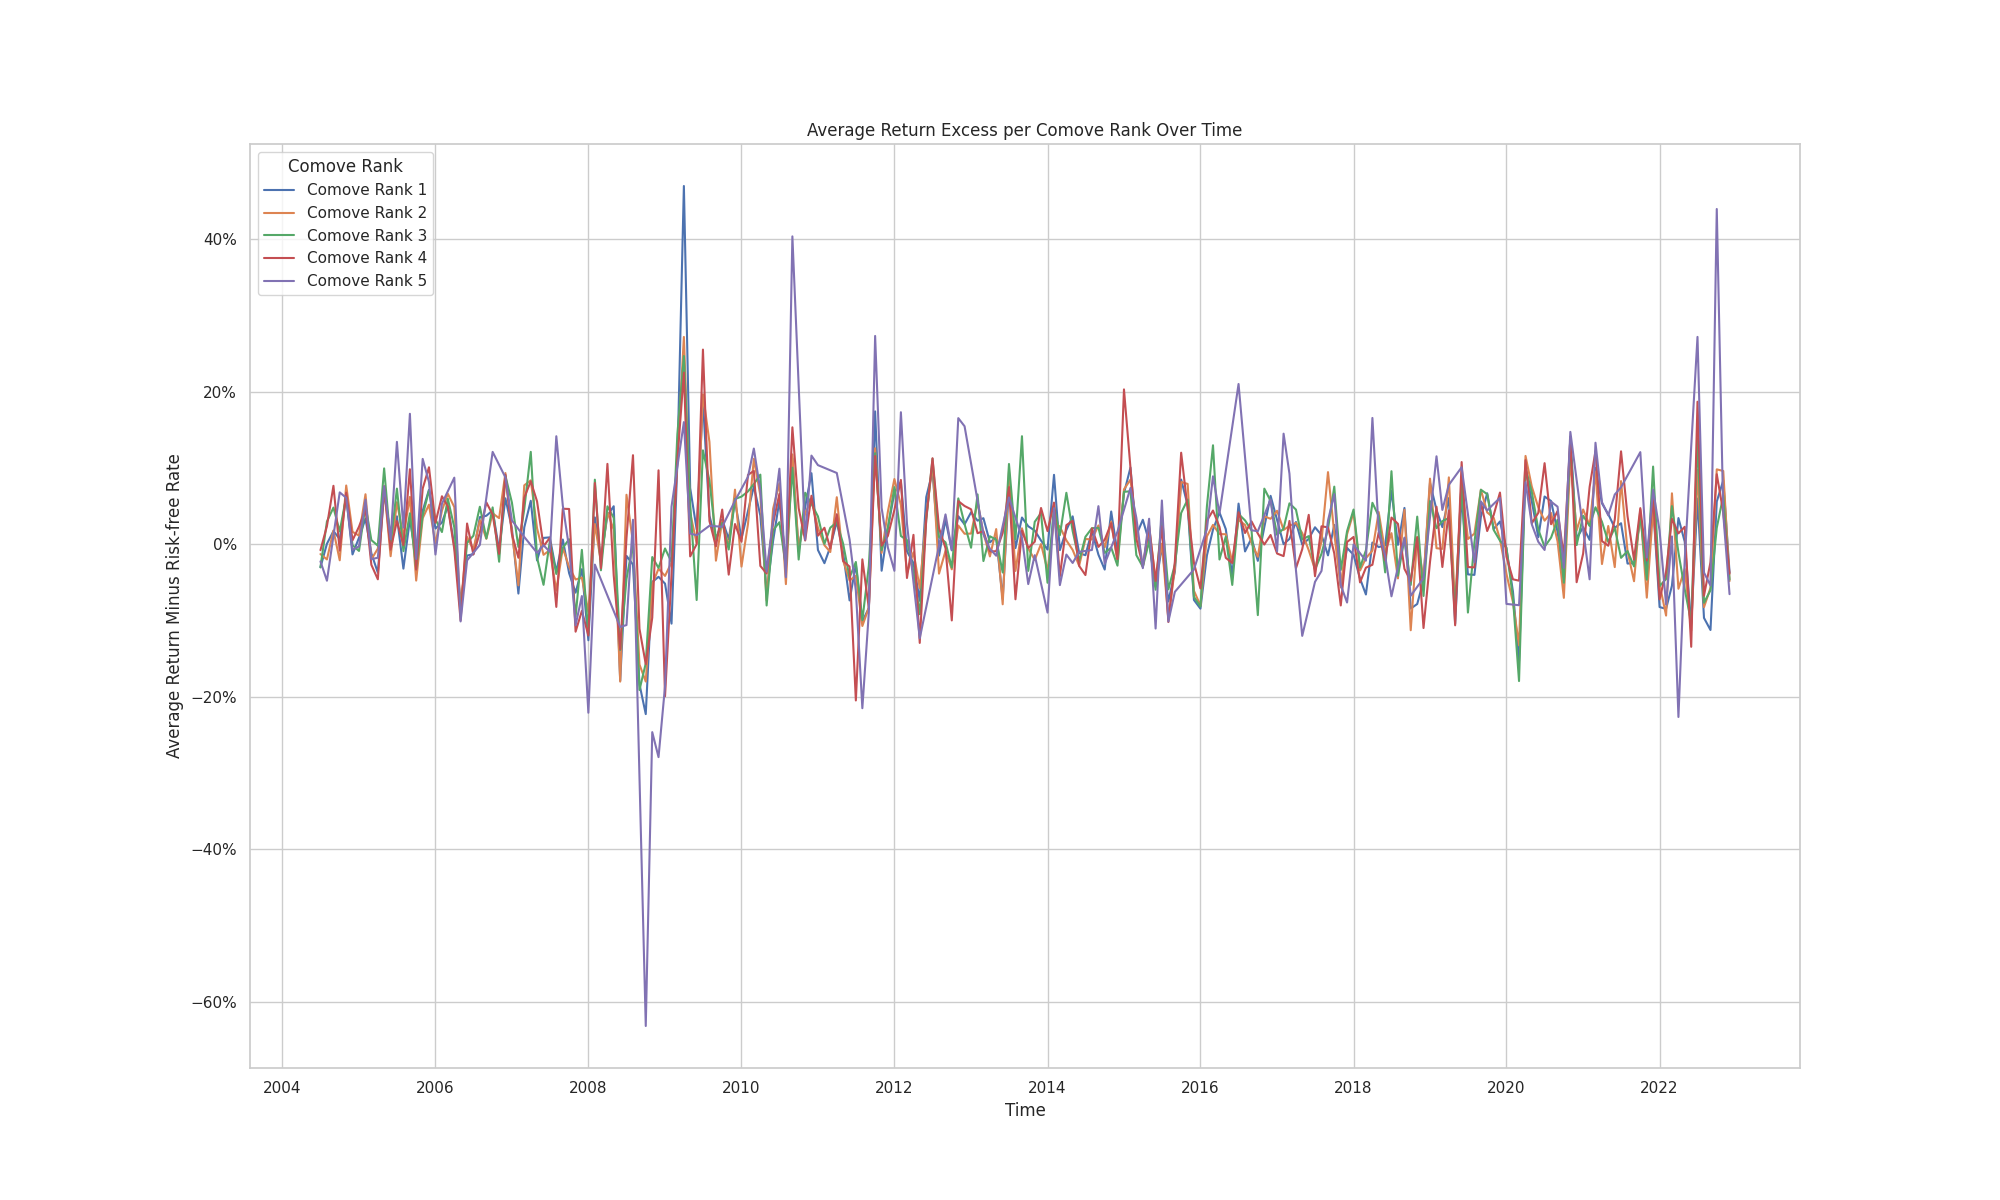 Average Return Excess per Comove Rank Over Time
Comove Rank
Comove Rank 1
Comove Rank 2
Comove Rank 3
Comove Rank 4
Comove Rank 5
40%
20%
0%
−20%
−40%
−60%
Average Return Minus Risk-free Rate
2004 2006 2008 2010 2012 2014 2016 2018 2020 2022
Time